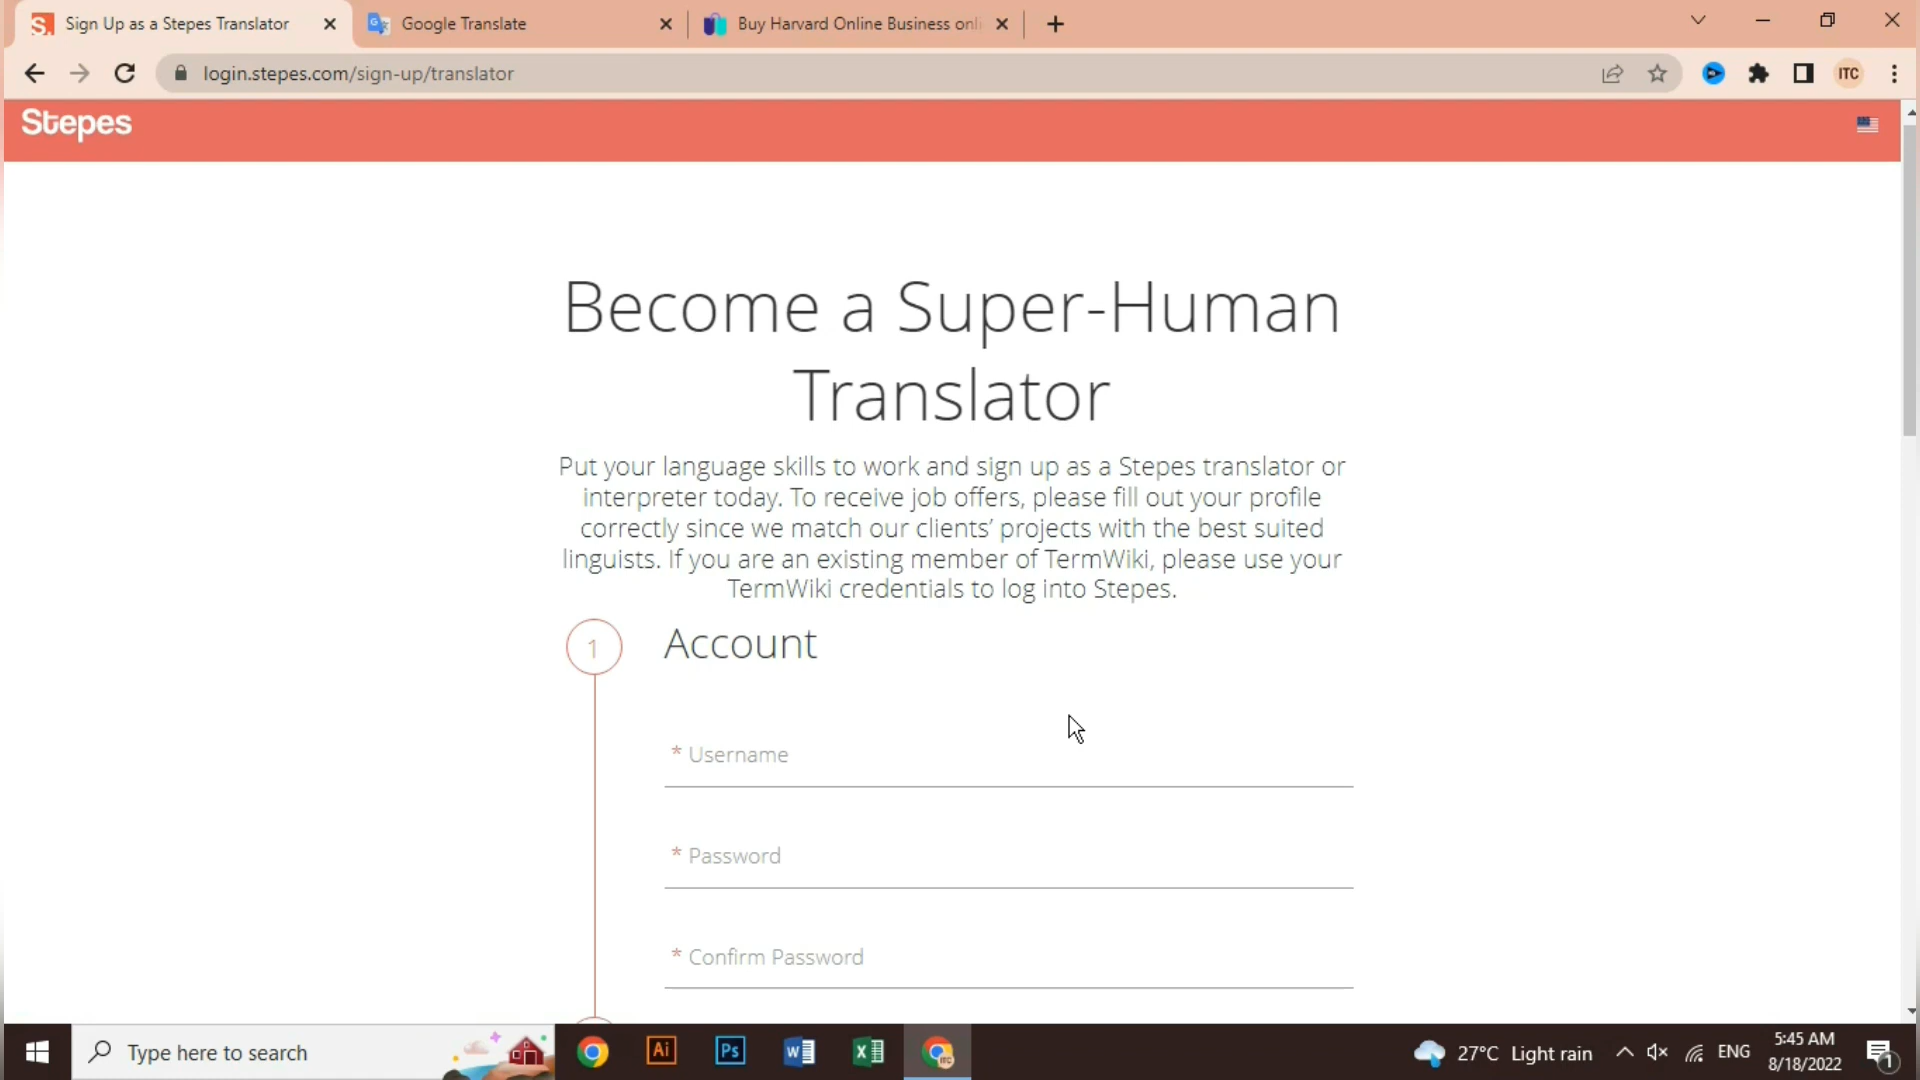 Sign Up as a Stepes Translator
Google Translate
Buy Harvard Online Business onli
login.stepes.com/sign-up/translator
ITC
Stepes
Become a Super-Human
Translator
Put your language skills to work and sign up as a Stepes translator or
interpreter today. To receive job offers, please fill out your profile
correctly since we match our clients’ projects with the best suited
linguists. If you are an existing member of TermWiki, please use your
TermWiki credentials to log into Stepes.
1
Account
* Username
* Password
* Confirm Password
Type here to search
Ai
Ps
27°C Light rain
ENG
5:45 AM
8/18/2022
1